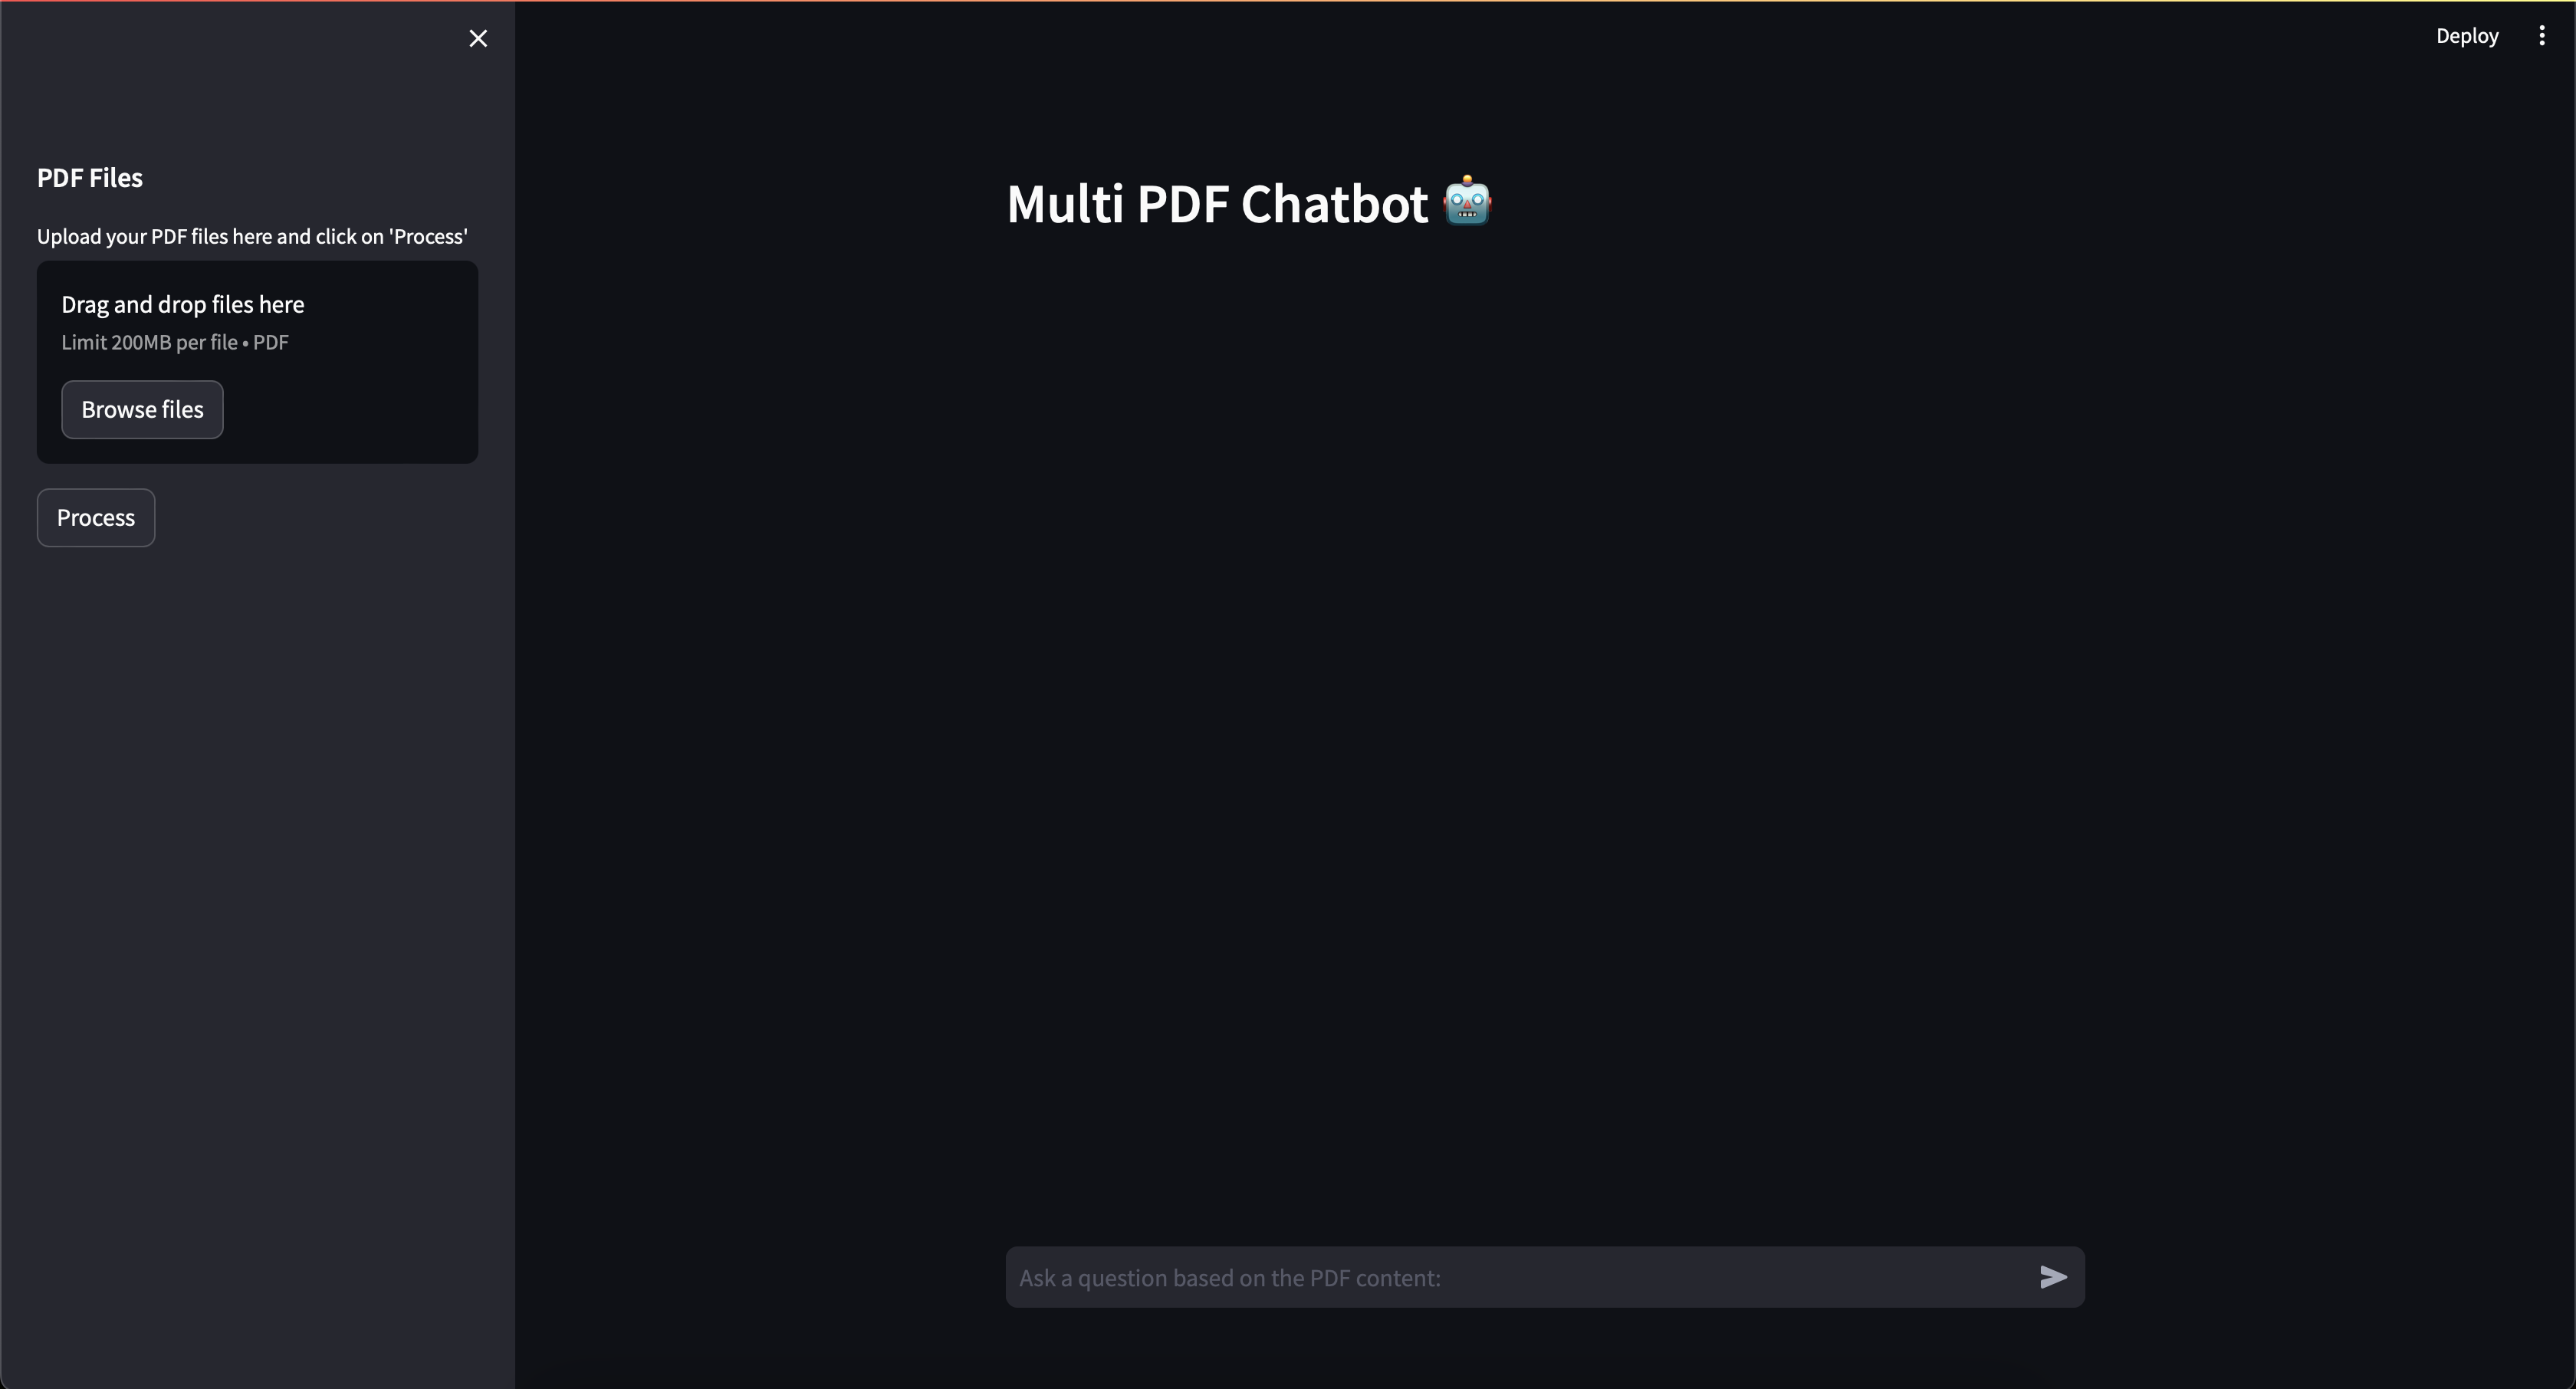 Deploy
PDF Files
Upload your PDF files here and click on 'Process'
Drag and drop files here
Limit 200MB per file • PDF
Browse files
Process
Multi PDF Chatbot 🤖
Ask a question based on the PDF content: